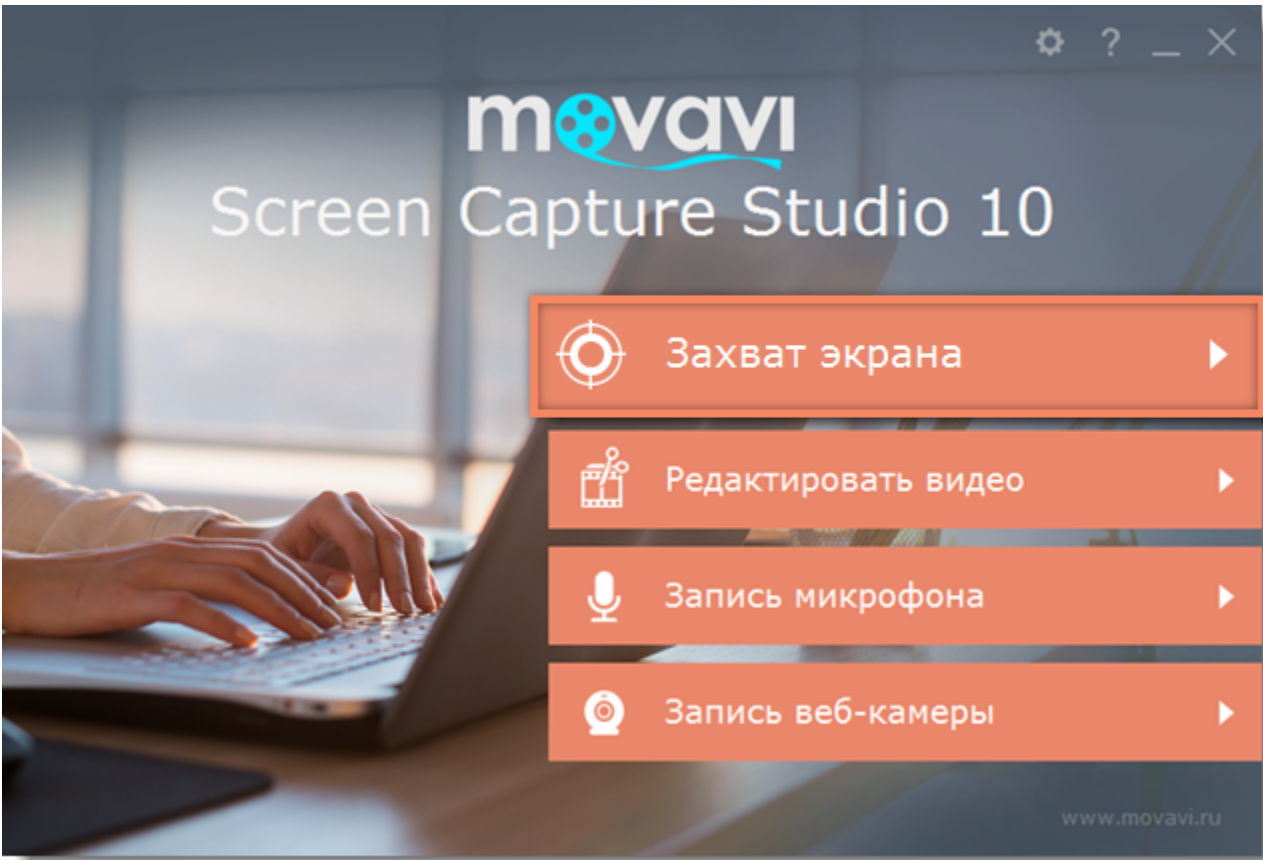 ?
movavi
Screen Capture Studio 10
Захват экрана
Редактировать видео
Запись микрофона
Запись веб-камеры
www.movavi.ru